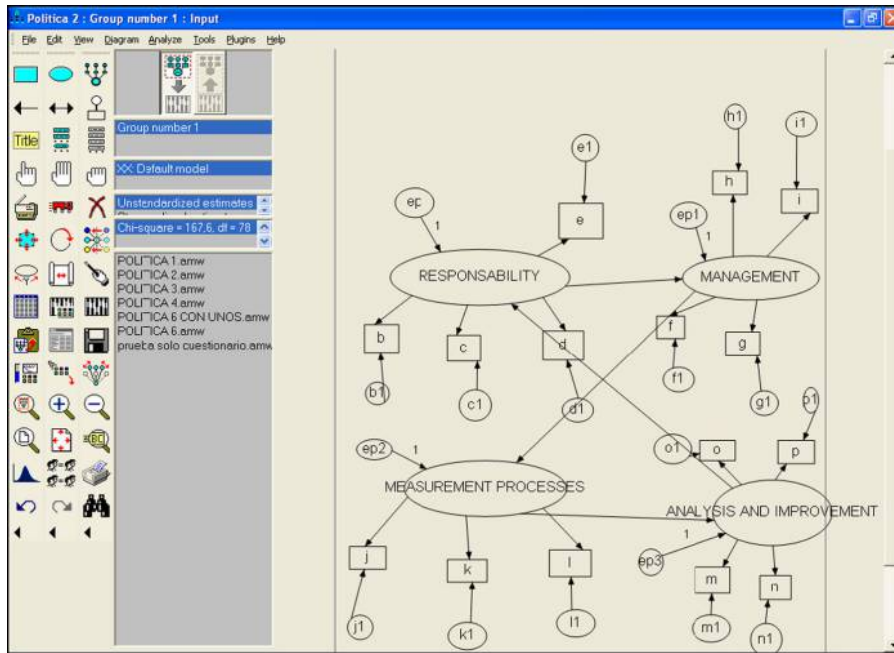 Politica 2 : Group number 1 : Input
File Edit View Diagram Analyze Tools Plugins Help
Title
Group number 1
XX: Default model
Unstandardized estimates
Chi-square = 167,6, df = 78
POLITICA 1.amw
POLITICA 2.amw
POLITICA 3.amw
POLITICA 4.amw
POLITICA 6 CON UNOS.amw
POLITICA 6.amw
prueba solo cuestionario.amw
h1
i1
e1
h
i
ep
1
e
ep1
1
RESPONSABILITY
MANAGEMENT
b
c
d
f
g
b1
c1
d1
f1
g1
p1
ep2
1
o1
o
p
MEASUREMENT PROCESSES
ANALYSIS AND IMPROVEMENT
1
j
k
l
ep3
m
n
j1
k1
l1
m1
n1